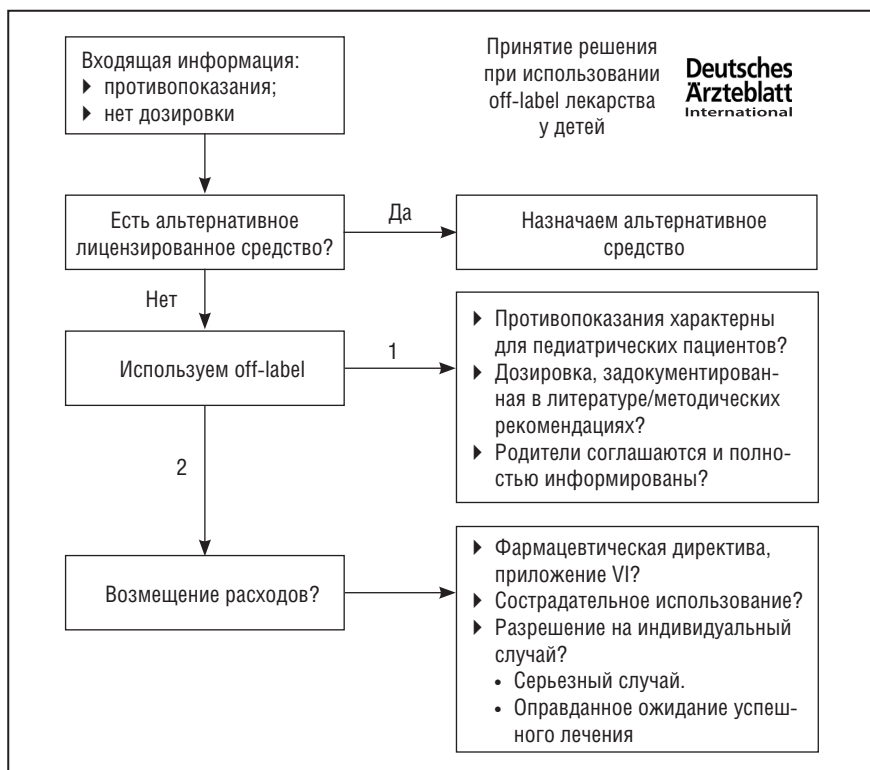 Входящая информация:
▶ противопоказания;
▶ нет дозировки
Принятие решения
при использовании
off-label лекарства
у детей
Deutsches
Ärzteblatt
International
Есть альтернативное
лицензированное средство?
Да
Назначаем альтернативное
средство
Нет
Используем off-label
1
▶ Противопоказания характерны
для педиатрических пациентов?
▶ Дозировка, задокументирован-
ная в литературе/методических
рекомендациях?
▶ Родители соглашаются и полно-
стью информированы?
2
Возмещение расходов?
▶ Фармацевтическая директива,
приложение VI?
▶ Сострадательное использование?
▶ Разрешение на индивидуальный
случай?
• Серьезный случай.
• Оправданное ожидание успеш-
ного лечения